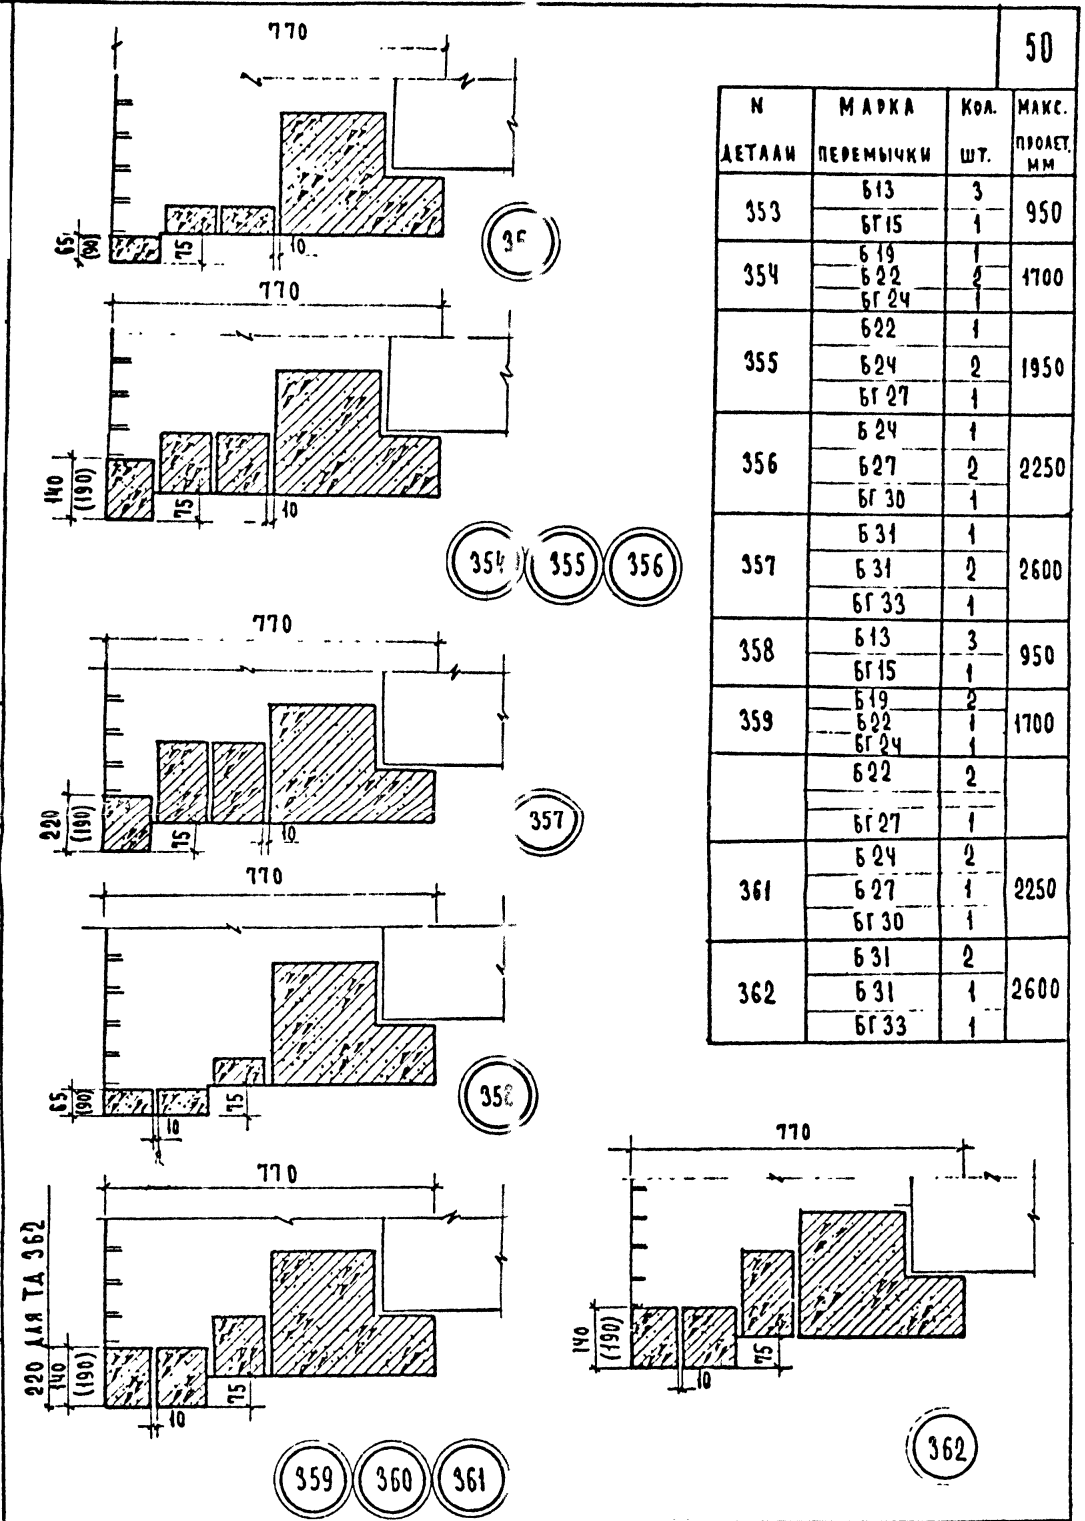 50
N ДЕТАЛИ МАРКА ПЕРЕМЫЧКИ КОЛ. ШТ. МАКС. ПРОЛЕТ, ММ
353 Б13 3 950
БГ15 1
354 Б19 1 1700
Б22 2
БГ24 1
355 Б22 1 1950
Б24 2
БГ27 1
356 Б24 1 2250
Б27 2
БГ30 1
357 Б31 1 2600
Б31 2
БГ33 1
358 Б13 3 950
БГ15 1
359 Б19 2 1700
Б22 1
БГ24 1
Б22 2
БГ27 1
361 Б24 2 2250
Б27 1
БГ30 1
362 Б31 2 2600
Б31 1
БГ33 1
770
65
(90)
75
10
35
770
140
(190)
75
10
354 355 356
770
220
(190)
75
10
357
770
65
(90)
75
10
358
770
220 ДЛЯ ТД 362
140
(190)
75
10
359 360 361
770
140
(190)
75
10
362